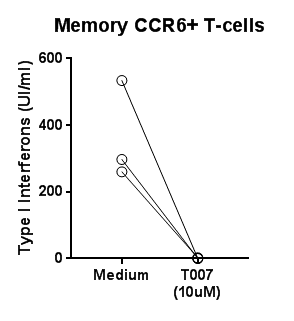 Memory CCR6+ T-cells
Type I Interferons (UI/ml)
600
400
200
0
Medium
T007
(10uM)